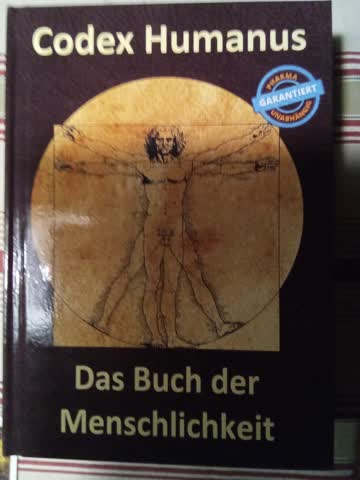 Codex Humanus
PHARMA
GARANTIERT
UNABHÄNGIG
Das Buch der
Menschlichkeit